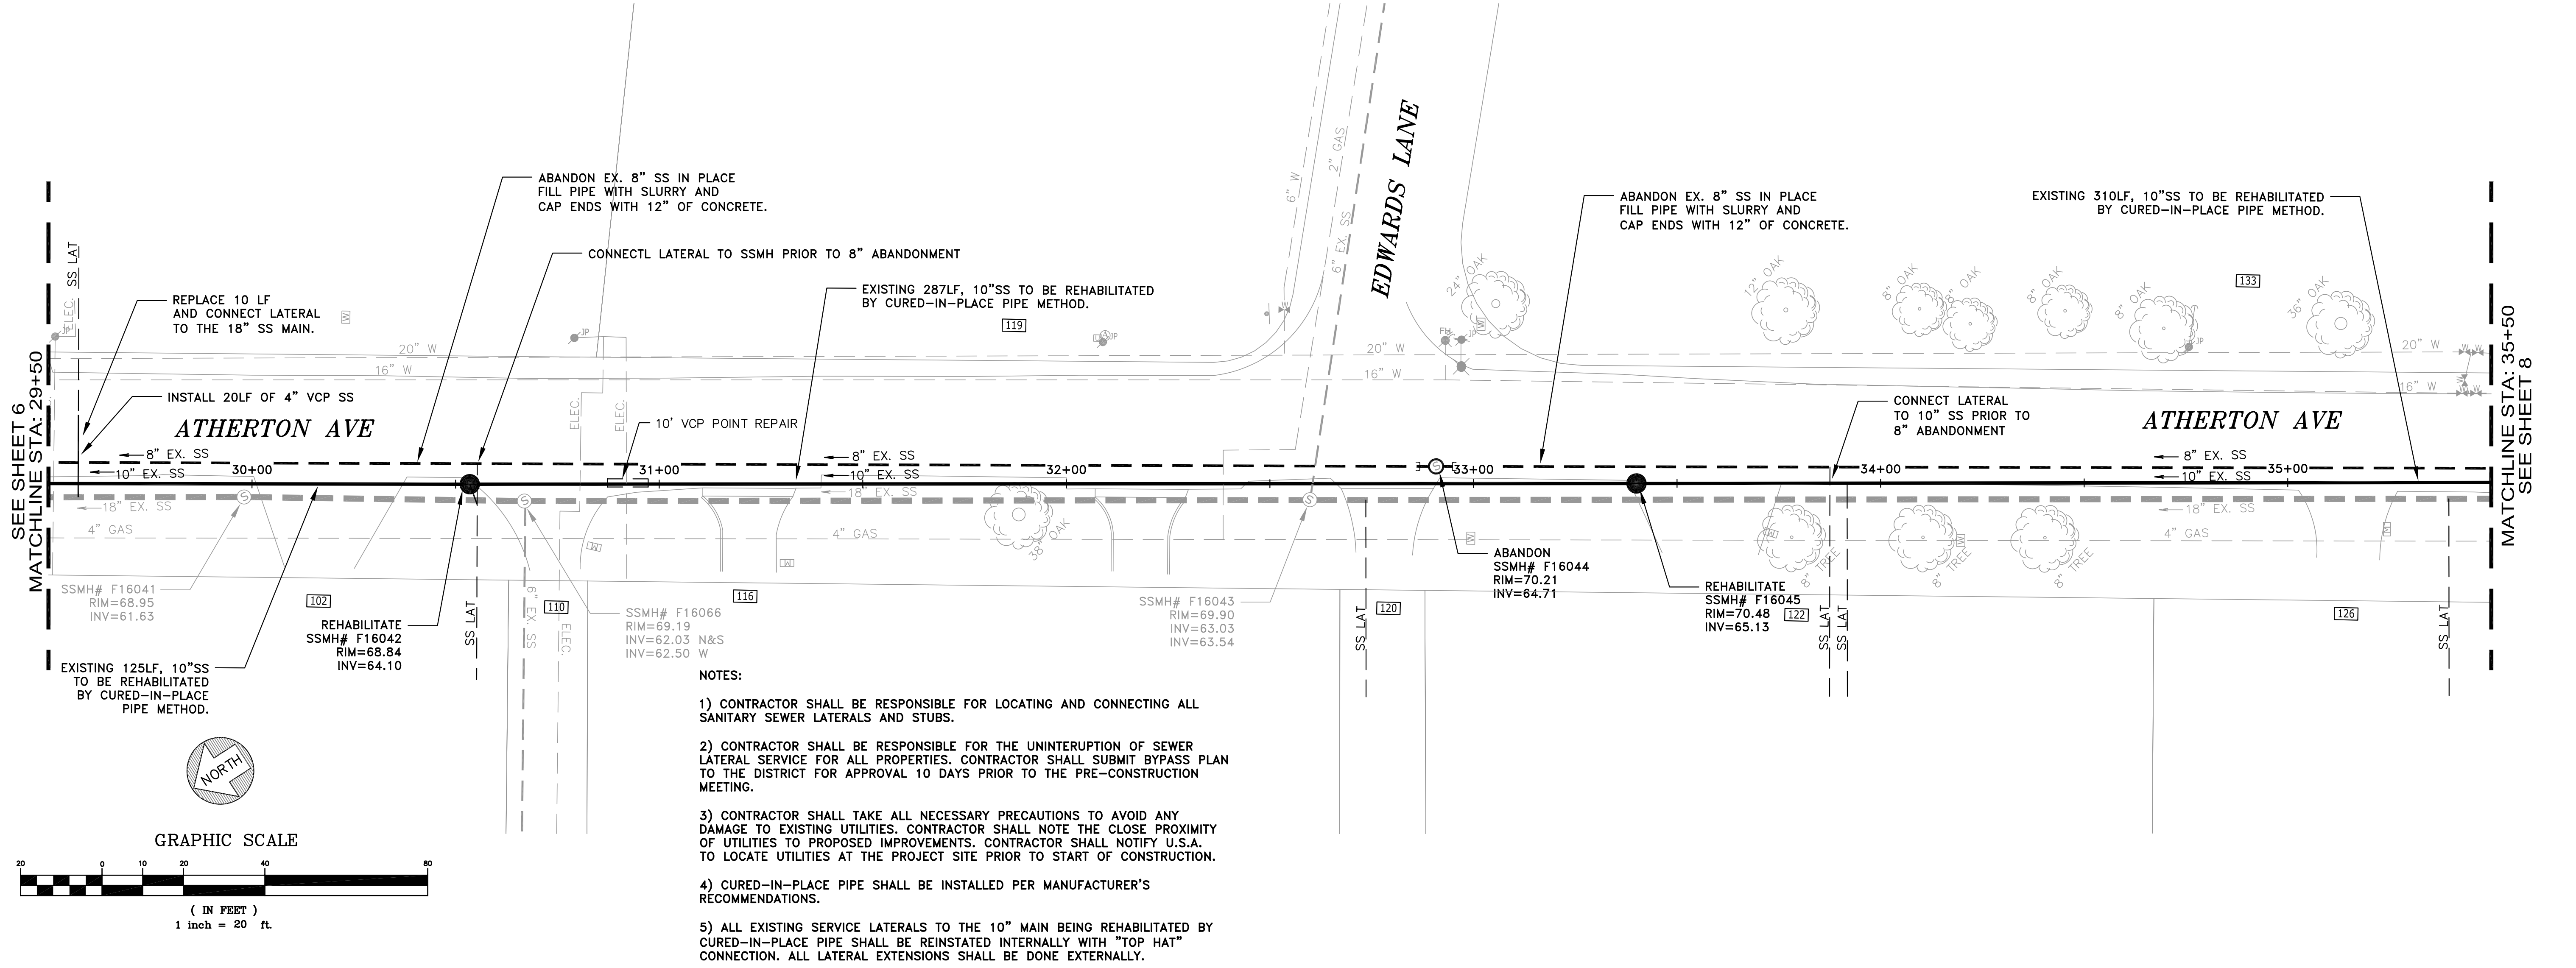 ABANDON EX. 8" SS IN PLACE
FILL PIPE WITH SLURRY AND
CAP ENDS WITH 12" OF CONCRETE.
CONNECTL LATERAL TO SSMH PRIOR TO 8" ABANDONMENT
EXISTING 287LF, 10"SS TO BE REHABILITATED
BY CURED-IN-PLACE PIPE METHOD.
REPLACE 10 LF
AND CONNECT LATERAL
TO THE 18" SS MAIN.
INSTALL 20LF OF 4" VCP SS
10' VCP POINT REPAIR
ABANDON EX. 8" SS IN PLACE
FILL PIPE WITH SLURRY AND
CAP ENDS WITH 12" OF CONCRETE.
EXISTING 310LF, 10"SS TO BE REHABILITATED
BY CURED-IN-PLACE PIPE METHOD.
CONNECT LATERAL
TO 10" SS PRIOR TO
8" ABANDONMENT
SEE SHEET 6
MATCHLINE STA: 29+50
MATCHLINE STA: 35+50
SEE SHEET 8
ATHERTON AVE
ATHERTON AVE
EDWARDS LANE
SS LAT
ELEC.
JP
W
JP
JP
119
133
6" W
2" GAS
6" EX. SS
W
24" OAK
W
FH
JP
12" OAK
8" OAK
8" OAK
8" OAK
8" OAK
JP
36" OAK
20" W
20" W
20" W
16" W
16" W
16" W
W
W
W
W
W
ELEC.
ELEC.
8" EX. SS
10" EX. SS
18" EX. SS
8" EX. SS
10" EX. SS
18" EX. SS
8" EX. SS
10" EX. SS
18" EX. SS
30+00
31+00
32+00
33+00
34+00
35+00
S
S
S
S
4" GAS
4" GAS
4" GAS
38" OAK
W
W
W
W
W
W
8" TREE
8" TREE
8" TREE
SSMH# F16041
RIM=68.95
INV=61.63
102
REHABILITATE
SSMH# F16042
RIM=68.84
INV=64.10
EXISTING 125LF, 10"SS
TO BE REHABILITATED
BY CURED-IN-PLACE
PIPE METHOD.
SS LAT
6" EX. SS
110
ELEC.
SSMH# F16066
RIM=69.19
INV=62.03 N&S
INV=62.50 W
116
SSMH# F16043
RIM=69.90
INV=63.03
INV=63.54
SS LAT
120
ABANDON
SSMH# F16044
RIM=70.21
INV=64.71
REHABILITATE
SSMH# F16045
RIM=70.48
INV=65.13
122
SS LAT
SS LAT
126
SS LAT
NORTH
GRAPHIC SCALE
20 0 10 20 40 80
( IN FEET )
1 inch = 20 ft.
NOTES:
1) CONTRACTOR SHALL BE RESPONSIBLE FOR LOCATING AND CONNECTING ALL
SANITARY SEWER LATERALS AND STUBS.
2) CONTRACTOR SHALL BE RESPONSIBLE FOR THE UNINTERUPTION OF SEWER
LATERAL SERVICE FOR ALL PROPERTIES. CONTRACTOR SHALL SUBMIT BYPASS PLAN
TO THE DISTRICT FOR APPROVAL 10 DAYS PRIOR TO THE PRE-CONSTRUCTION
MEETING.
3) CONTRACTOR SHALL TAKE ALL NECESSARY PRECAUTIONS TO AVOID ANY
DAMAGE TO EXISTING UTILITIES. CONTRACTOR SHALL NOTE THE CLOSE PROXIMITY
OF UTILITIES TO PROPOSED IMPROVEMENTS. CONTRACTOR SHALL NOTIFY U.S.A.
TO LOCATE UTILITIES AT THE PROJECT SITE PRIOR TO START OF CONSTRUCTION.
4) CURED-IN-PLACE PIPE SHALL BE INSTALLED PER MANUFACTURER'S
RECOMMENDATIONS.
5) ALL EXISTING SERVICE LATERALS TO THE 10" MAIN BEING REHABILITATED BY
CURED-IN-PLACE PIPE SHALL BE REINSTATED INTERNALLY WITH "TOP HAT"
CONNECTION. ALL LATERAL EXTENSIONS SHALL BE DONE EXTERNALLY.